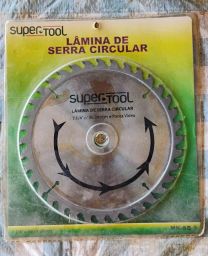 SUPER TOOL
LÂMINA DE
SERRA CIRCULAR
SUPER TOOL
LÂMINA DE SERRA CIRCULAR